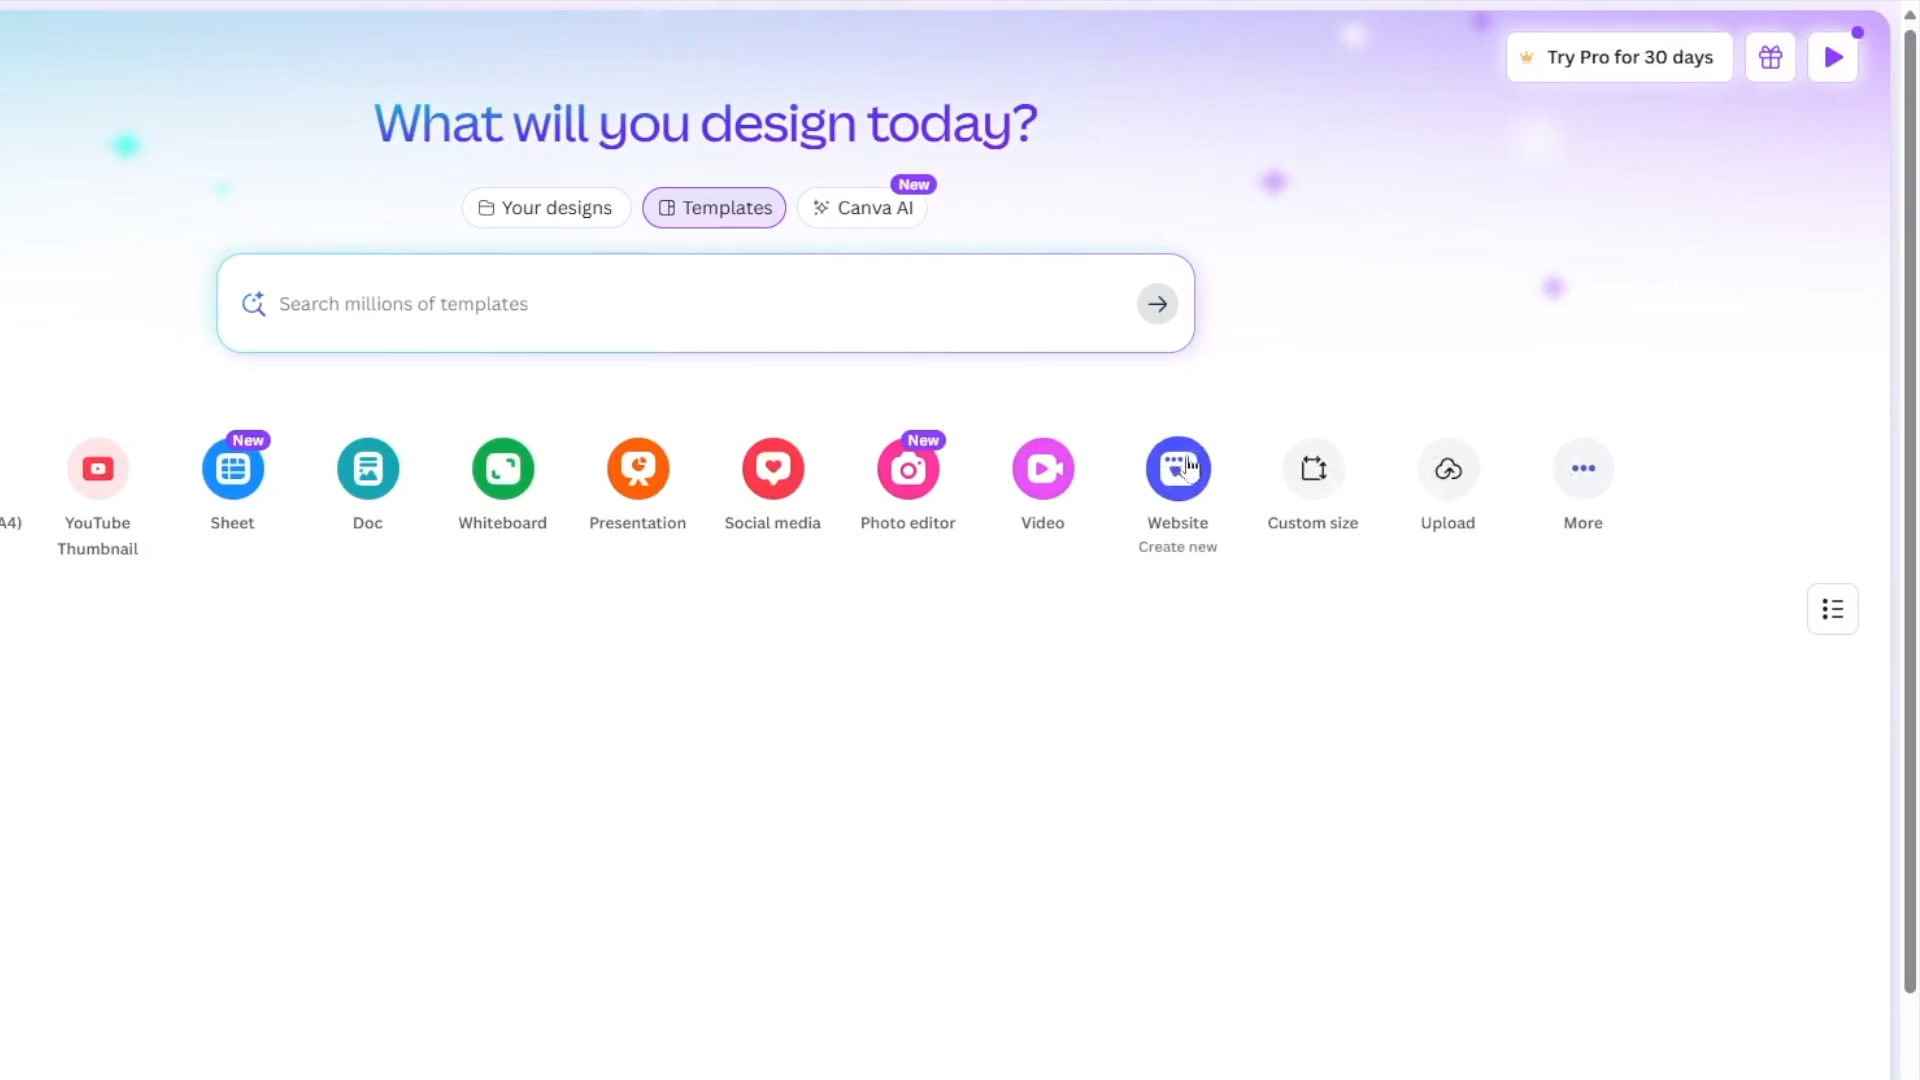 Try Pro for 30 days
What will you design today?
New
Your designs
Templates
Canva AI
Search millions of templates
A4)
YouTube
Thumbnail
New
Sheet
Doc
Whiteboard
Presentation
Social media
New
Photo editor
Video
Website
Create new
Custom size
Upload
More